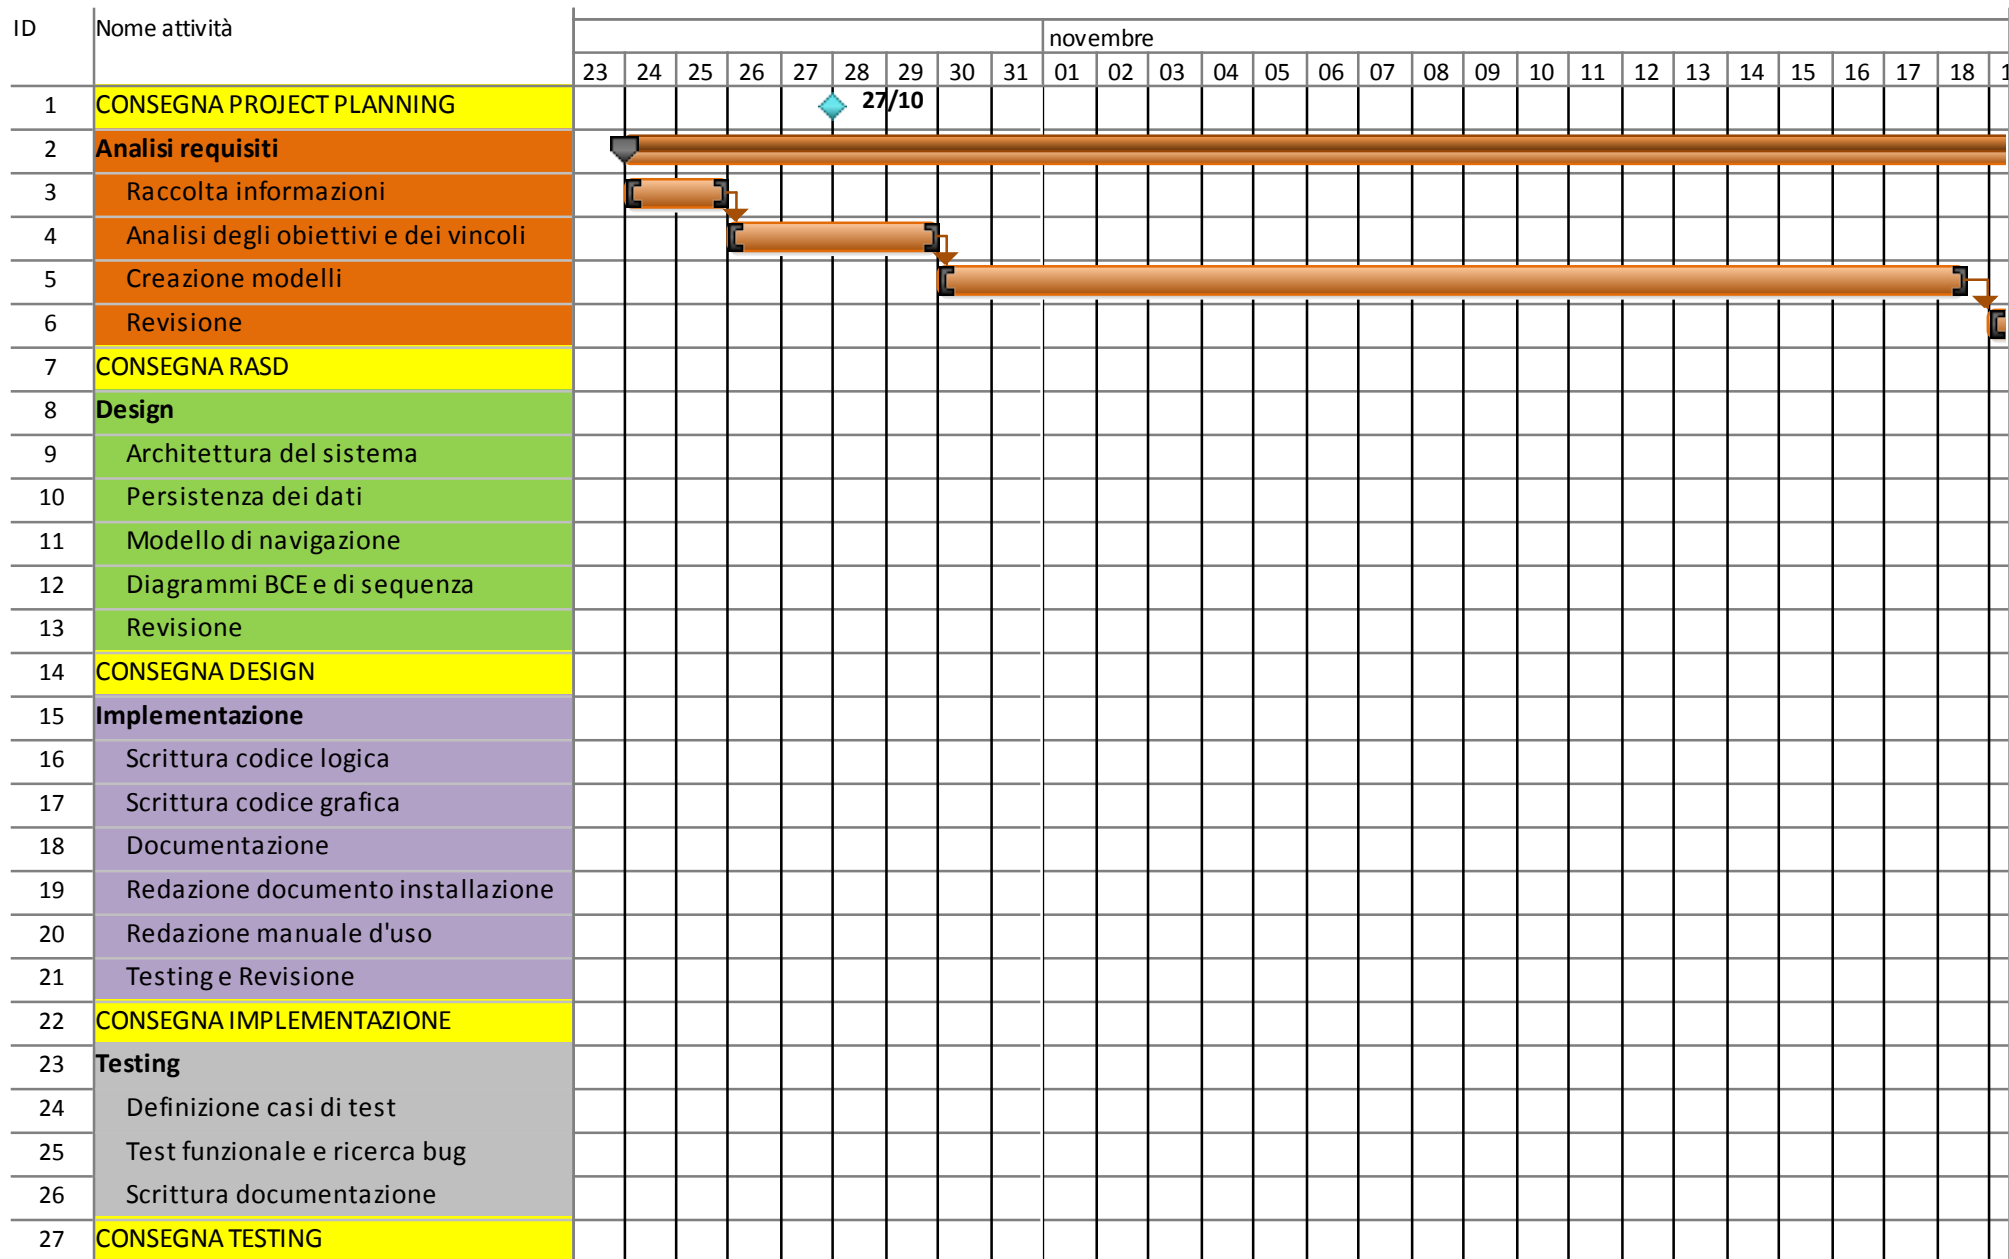 ID Nome attività
novembre
23 24 25 26 27 28 29 30 31 01 02 03 04 05 06 07 08 09 10 11 12 13 14 15 16 17 18 1
1 CONSEGNA PROJECT PLANNING 27/10
2 Analisi requisiti
3 Raccolta informazioni
4 Analisi degli obiettivi e dei vincoli
5 Creazione modelli
6 Revisione
7 CONSEGNA RASD
8 Design
9 Architettura del sistema
10 Persistenza dei dati
11 Modello di navigazione
12 Diagrammi BCE e di sequenza
13 Revisione
14 CONSEGNA DESIGN
15 Implementazione
16 Scrittura codice logica
17 Scrittura codice grafica
18 Documentazione
19 Redazione documento installazione
20 Redazione manuale d'uso
21 Testing e Revisione
22 CONSEGNA IMPLEMENTAZIONE
23 Testing
24 Definizione casi di test
25 Test funzionale e ricerca bug
26 Scrittura documentazione
27 CONSEGNA TESTING